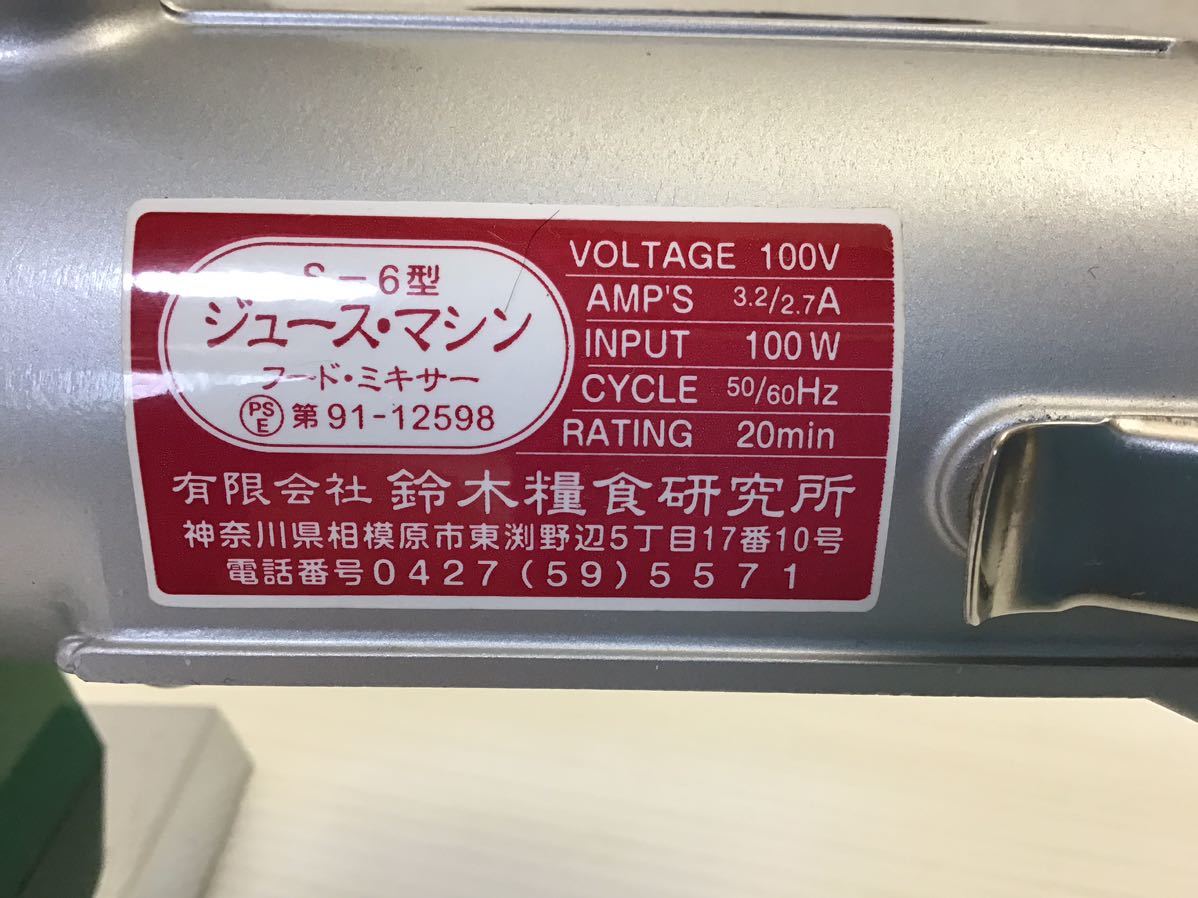 S－6型
ジュース・マシン
フード・ミキサー
PSE 第91-12598
VOLTAGE 100V
AMP'S 3.2/2.7A
INPUT 100W
CYCLE 50/60Hz
RATING 20min
有限会社 鈴木糧食研究所
神奈川県相模原市東渕野辺5丁目17番10号
電話番号0427(59)5571